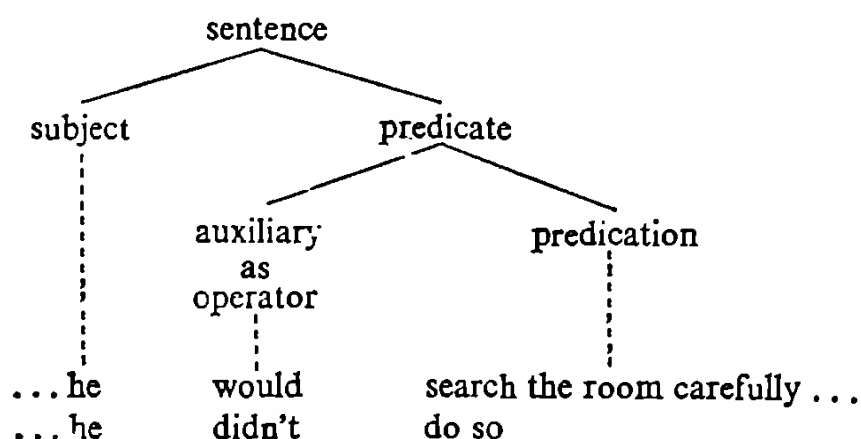 sentence
subject predicate
auxiliary predication
as
operator
... he would search the room carefully ...
... he didn't do so